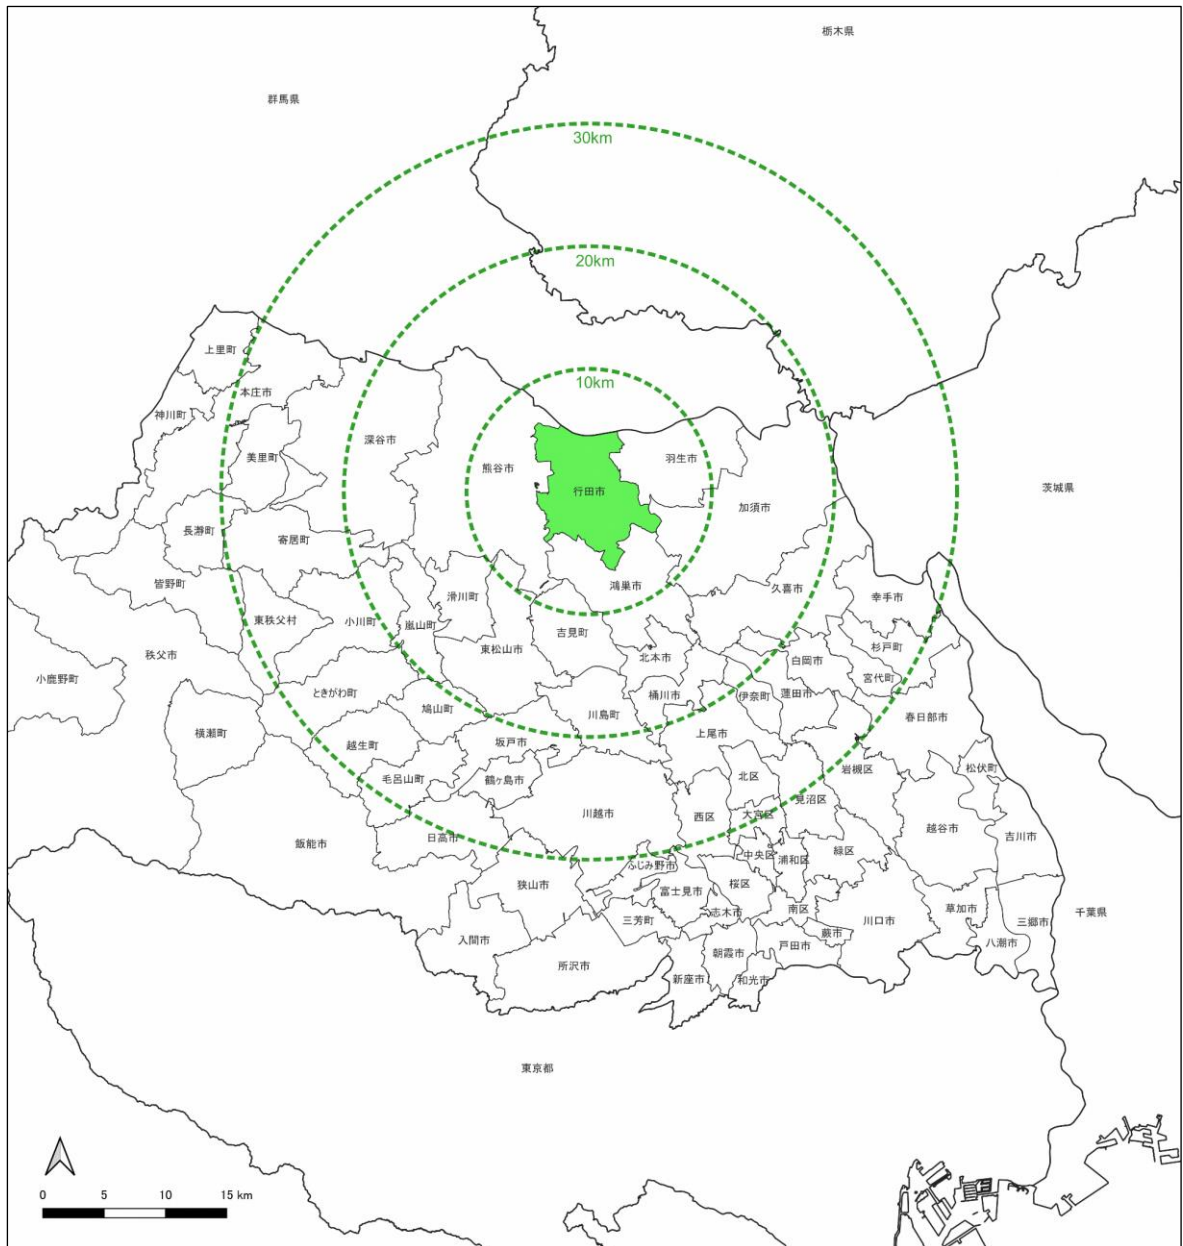 栃木県
群馬県
30km
20km
10km
上里町
本庄市
神川町
深谷市
美里町
熊谷市
羽生市
行田市
加須市
茨城県
長瀞町
寄居町
皆野町
滑川町
鴻巣市
久喜市
幸手市
東秩父村
小川町
嵐山町
吉見町
東松山市
北本市
白岡市
杉戸町
秩父市
小鹿野町
宮代町
ときがわ町
桶川市
伊奈町
蓮田市
鳩山町
川島町
春日部市
横瀬町
上尾市
越生町
坂戸市
岩槻区
松伏町
毛呂山町
鶴ヶ島市
北区
見沼区
川越市
西区
大宮区
越谷市
吉川市
飯能市
日高市
中央区
浦和区
緑区
ふじみ野市
狭山市
富士見市
桜区
三芳町
志木市
南区
川口市
草加市
三郷市
千葉県
入間市
蕨市
戸田市
八潮市
朝霞市
所沢市
新座市
和光市
東京都
0 5 10 15 km